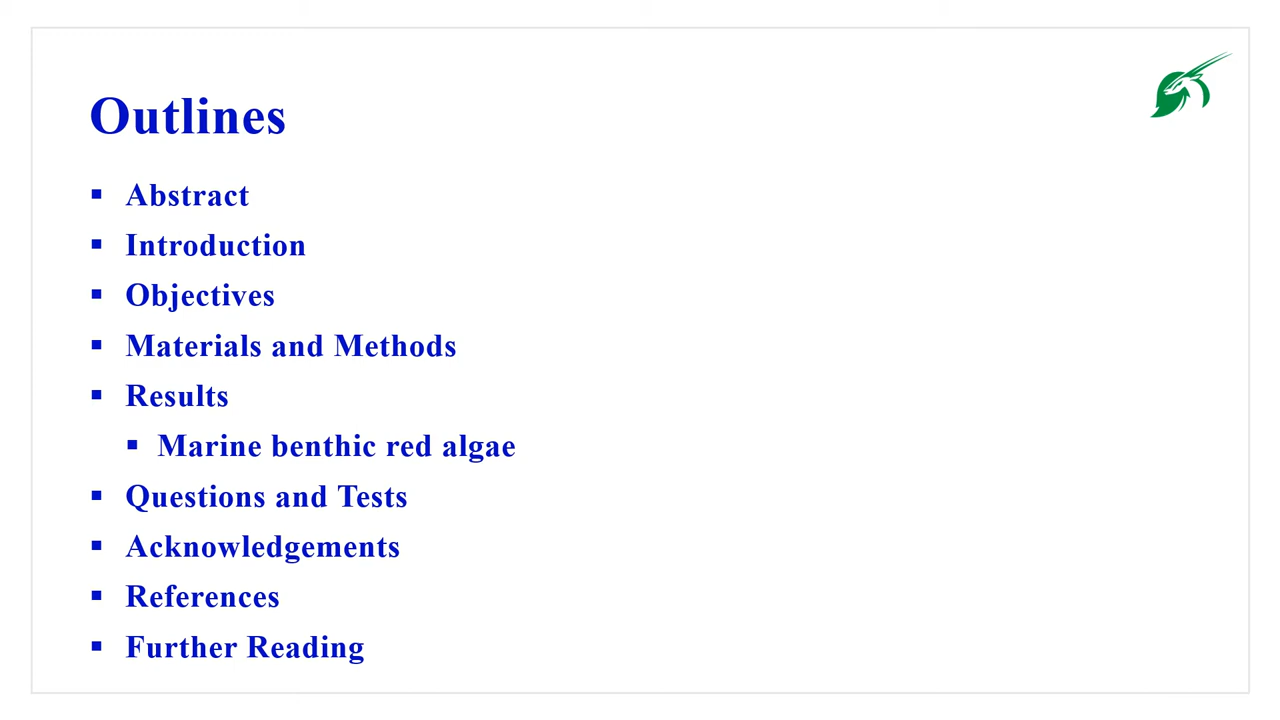 Outlines
Abstract
Introduction
Objectives
Materials and Methods
Results
Marine benthic red algae
Questions and Tests
Acknowledgements
References
Further Reading